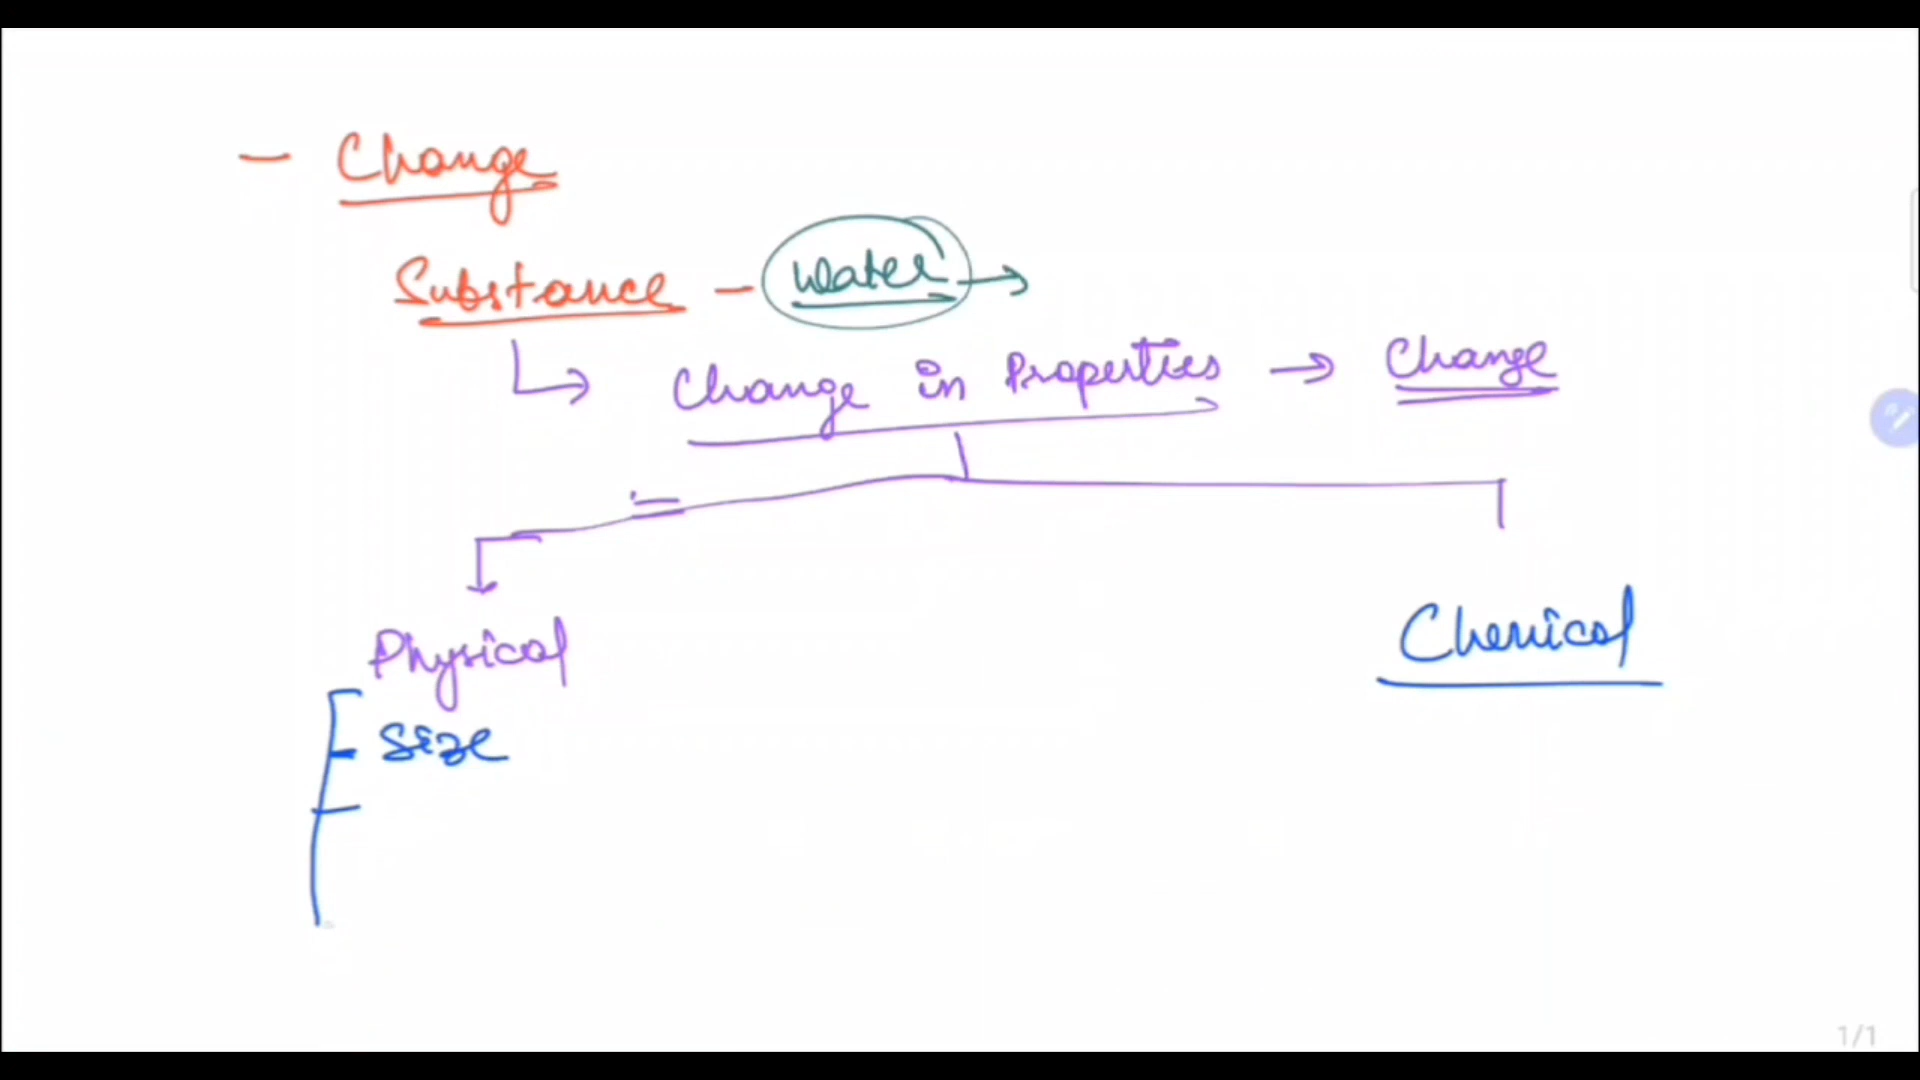 - Change
Substance - Water →
↳ Change in Properties → Change
Physical
Chemical
Size
1/1